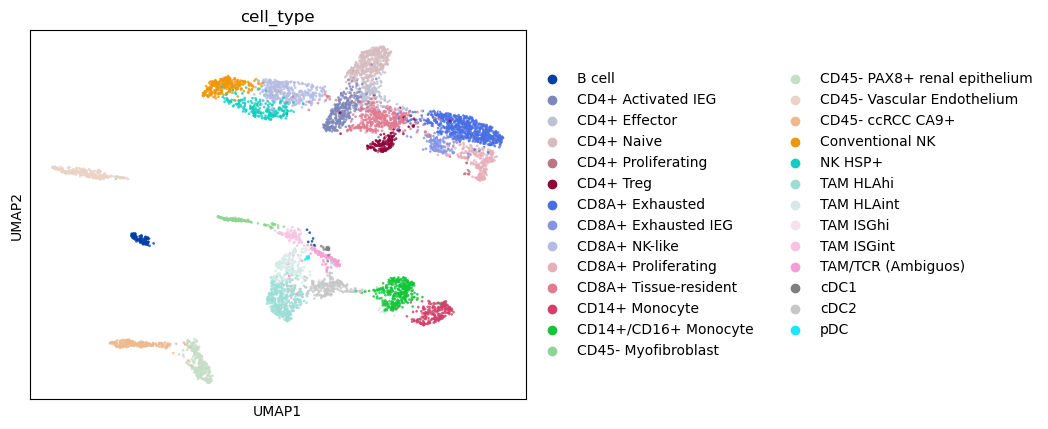 cell_type
UMAP2
UMAP1
B cell
CD4+ Activated IEG
CD4+ Effector
CD4+ Naive
CD4+ Proliferating
CD4+ Treg
CD8A+ Exhausted
CD8A+ Exhausted IEG
CD8A+ NK-like
CD8A+ Proliferating
CD8A+ Tissue-resident
CD14+ Monocyte
CD14+/CD16+ Monocyte
CD45- Myofibroblast
CD45- PAX8+ renal epithelium
CD45- Vascular Endothelium
CD45- ccRCC CA9+
Conventional NK
NK HSP+
TAM HLAhi
TAM HLAint
TAM ISGhi
TAM ISGint
TAM/TCR (Ambiguos)
cDC1
cDC2
pDC